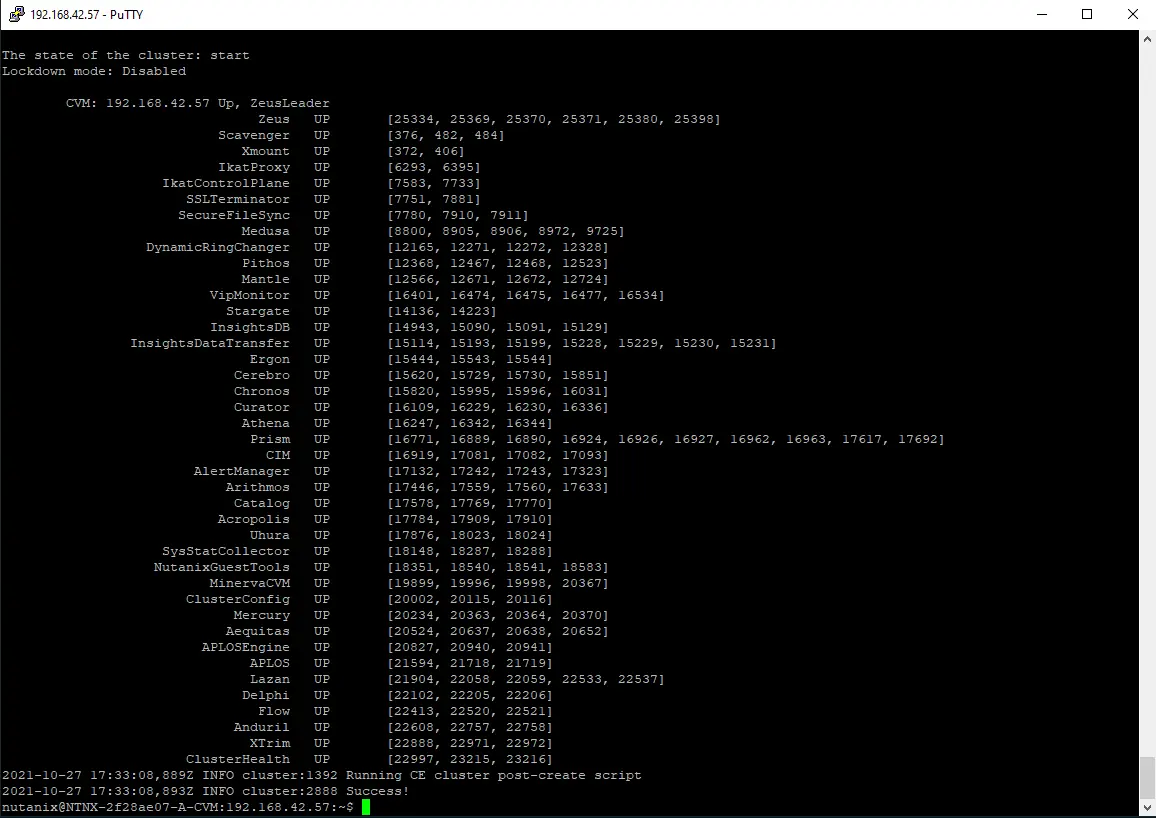 192.168.42.57 - PuTTY
The state of the cluster: start
Lockdown mode: Disabled
CVM: 192.168.42.57 Up, ZeusLeader
Zeus UP [25334, 25369, 25370, 25371, 25380, 25398]
Scavenger UP [376, 482, 484]
Xmount UP [372, 406]
IkatProxy UP [6293, 6395]
IkatControlPlane UP [7583, 7733]
SSLTerminator UP [7751, 7881]
SecureFileSync UP [7780, 7910, 7911]
Medusa UP [8800, 8905, 8906, 8972, 9725]
DynamicRingChanger UP [12165, 12271, 12272, 12328]
Pithos UP [12368, 12467, 12468, 12523]
Mantle UP [12566, 12671, 12672, 12724]
VipMonitor UP [16401, 16474, 16475, 16477, 16534]
Stargate UP [14136, 14223]
InsightsDB UP [14943, 15090, 15091, 15129]
InsightsDataTransfer UP [15114, 15193, 15199, 15228, 15229, 15230, 15231]
Ergon UP [15444, 15543, 15544]
Cerebro UP [15620, 15729, 15730, 15851]
Chronos UP [15820, 15995, 15996, 16031]
Curator UP [16109, 16229, 16230, 16336]
Athena UP [16247, 16342, 16344]
Prism UP [16771, 16889, 16890, 16924, 16926, 16927, 16962, 16963, 17617, 17692]
CIM UP [16919, 17081, 17082, 17093]
AlertManager UP [17132, 17242, 17243, 17323]
Arithmos UP [17446, 17559, 17560, 17633]
Catalog UP [17578, 17769, 17770]
Acropolis UP [17784, 17909, 17910]
Uhura UP [17876, 18023, 18024]
SysStatCollector UP [18148, 18287, 18288]
NutanixGuestTools UP [18351, 18540, 18541, 18583]
MinervaCVM UP [19899, 19996, 19998, 20367]
ClusterConfig UP [20002, 20115, 20116]
Mercury UP [20234, 20363, 20364, 20370]
Aequitas UP [20524, 20637, 20638, 20652]
APLOSEngine UP [20827, 20940, 20941]
APLOS UP [21594, 21718, 21719]
Lazan UP [21904, 22058, 22059, 22533, 22537]
Delphi UP [22102, 22205, 22206]
Flow UP [22413, 22520, 22521]
Anduril UP [22608, 22757, 22758]
XTrim UP [22888, 22971, 22972]
ClusterHealth UP [22997, 23215, 23216]
2021-10-27 17:33:08,889Z INFO cluster:1392 Running CE cluster post-create script
2021-10-27 17:33:08,893Z INFO cluster:2888 Success!
nutanix@NTNX-2f28ae07-A-CVM:192.168.42.57:~$